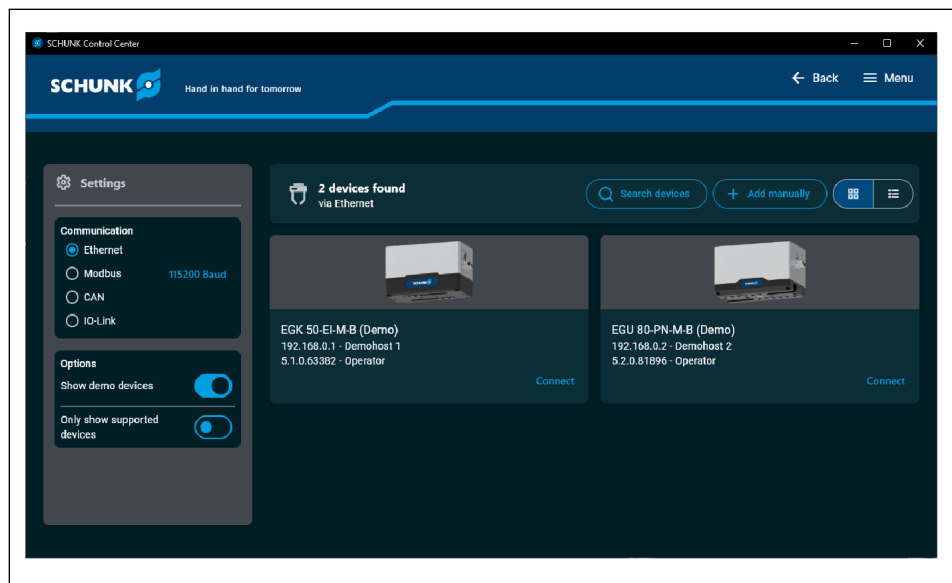 SCHUNK Control Center
SCHUNK
Hand in hand for tomorrow
Back
Menu
Settings
Communication
Ethernet
Modbus 115200 Baud
CAN
IO-Link
Options
Show demo devices
Only show supported
devices
2 devices found
via Ethernet
Search devices
Add manually
SCHUNK
EGK 50-EI-M-B (Demo)
192.168.0.1 - Demohost 1
5.1.0.63382 - Operator
Connect
EGU 80-PN-M-B (Demo)
192.168.0.2 - Demohost 2
5.2.0.81896 - Operator
Connect